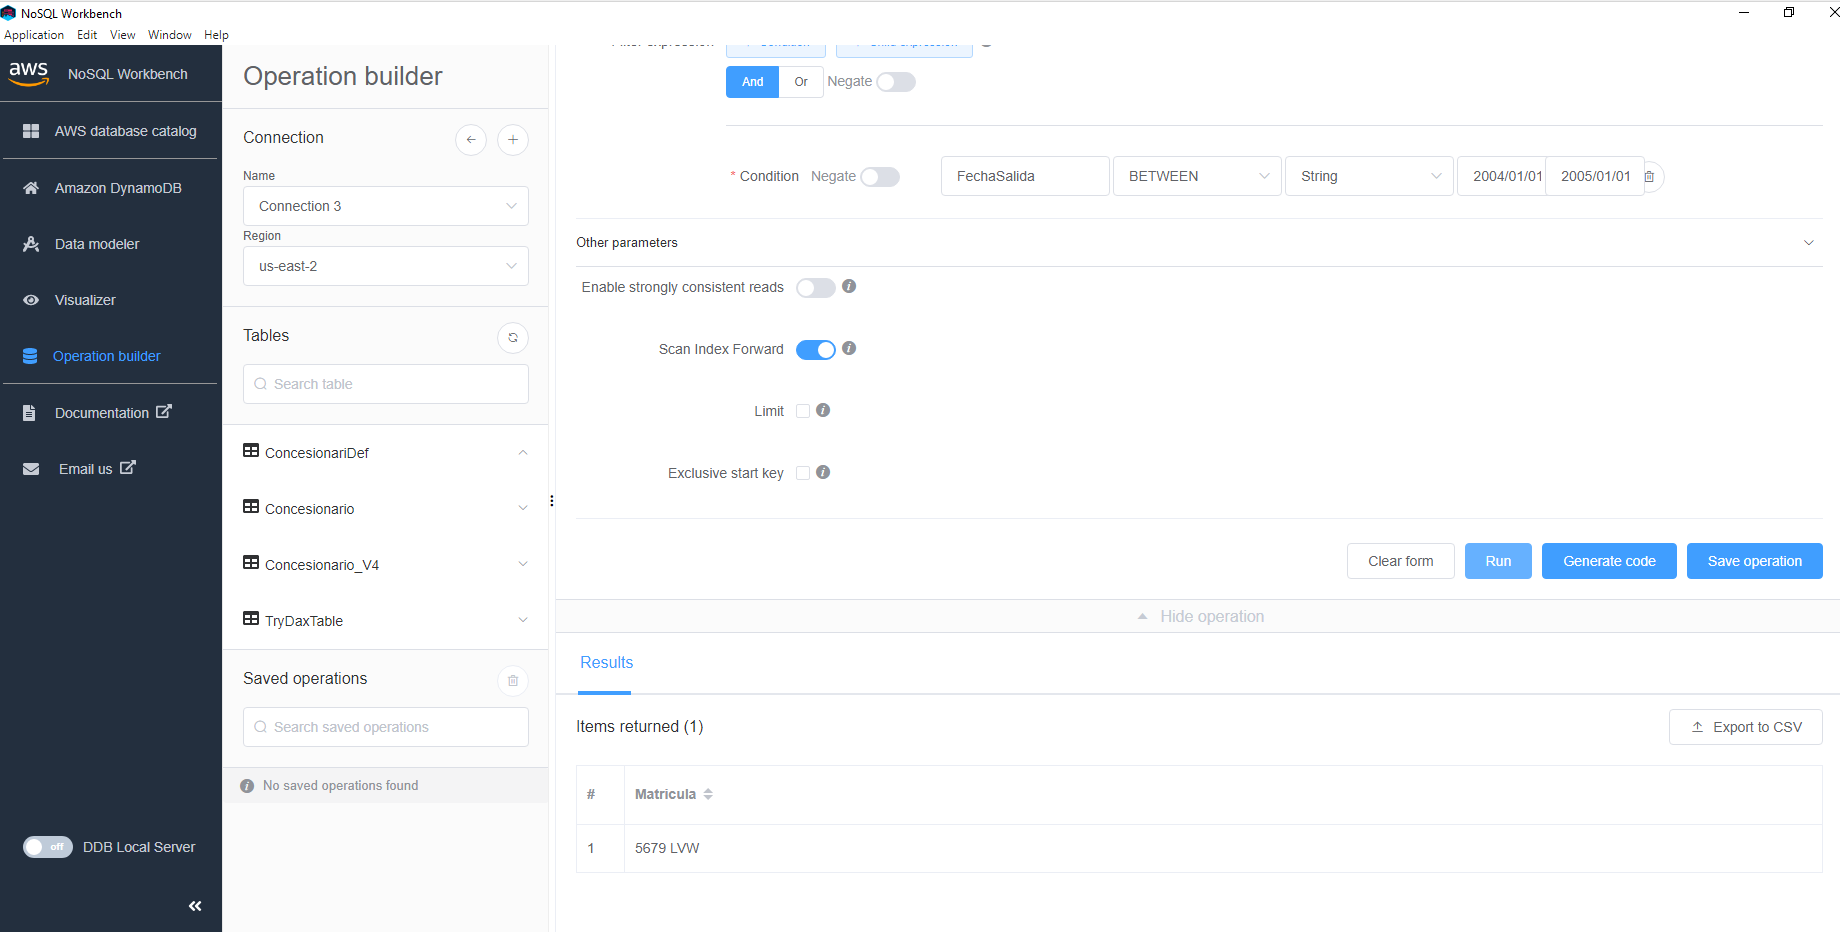 NoSQL Workbench
Application Edit View Window Help
aws NoSQL Workbench
AWS database catalog
Amazon DynamoDB
Data modeler
Visualizer
Operation builder
Documentation
Email us
off DDB Local Server
Operation builder
Connection
Name
Connection 3
Region
us-east-2
Tables
Search table
ConcesionariDef
Concesionario
Concesionario_V4
TryDaxTable
Saved operations
Search saved operations
No saved operations found
And Or Negate
* Condition Negate FechaSalida BETWEEN String 2004/01/01 2005/01/01
Other parameters
Enable strongly consistent reads
Scan Index Forward
Limit
Exclusive start key
Clear form Run Generate code Save operation
Hide operation
Results
Items returned (1)
Export to CSV
# Matricula
1 5679 LVW